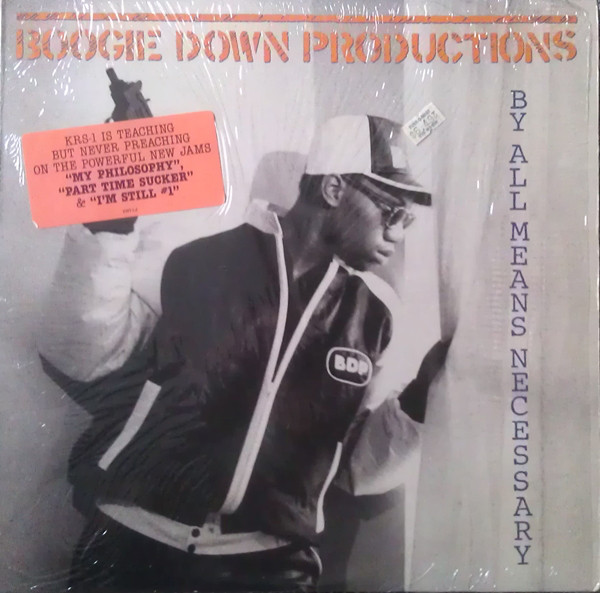 BOOGIE DOWN PRODUCTIONS
KRS-1 IS TEACHING
BUT NEVER PREACHING
ON THE POWERFUL NEW JAMS
"MY PHILOSOPHY",
"PART TIME SUCKER"
& "I'M STILL #1"
BDP
BY ALL MEANS NECESSARY